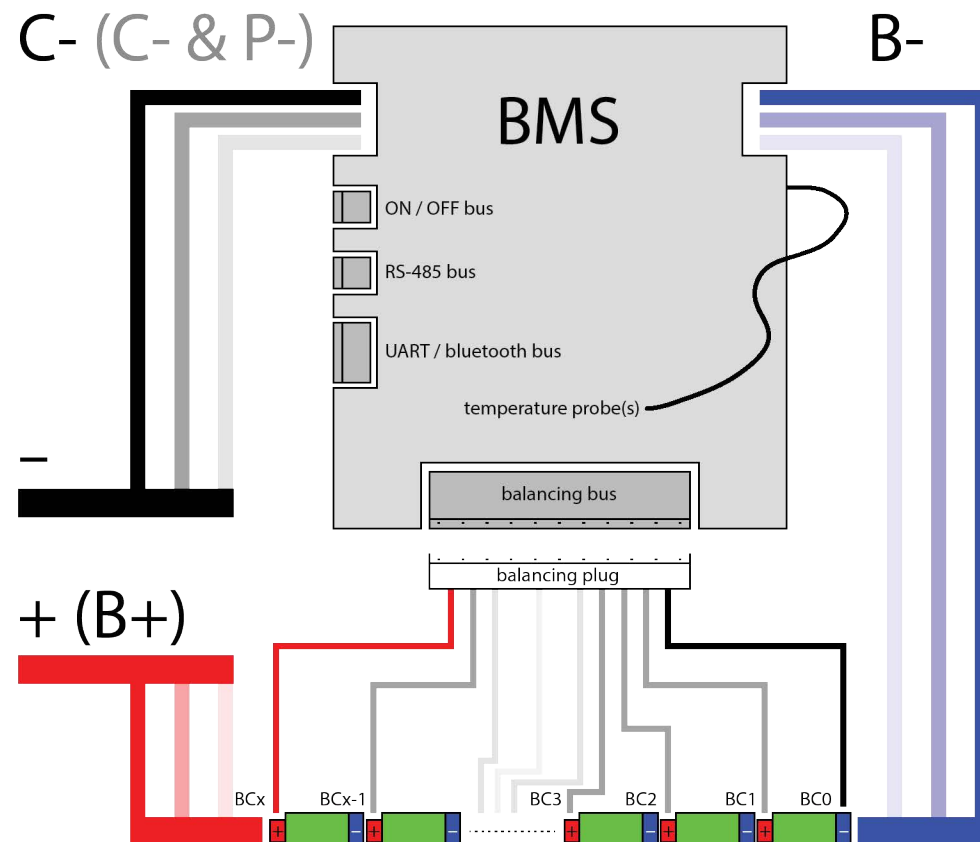 C- (C- & P-)
B-
BMS
ON / OFF bus
RS-485 bus
UART / bluetooth bus
temperature probe(s)
–
balancing bus
balancing plug
+ (B+)
BCx
BCx-1
BC3
BC2
BC1
BC0
+ – + – + – + – + –